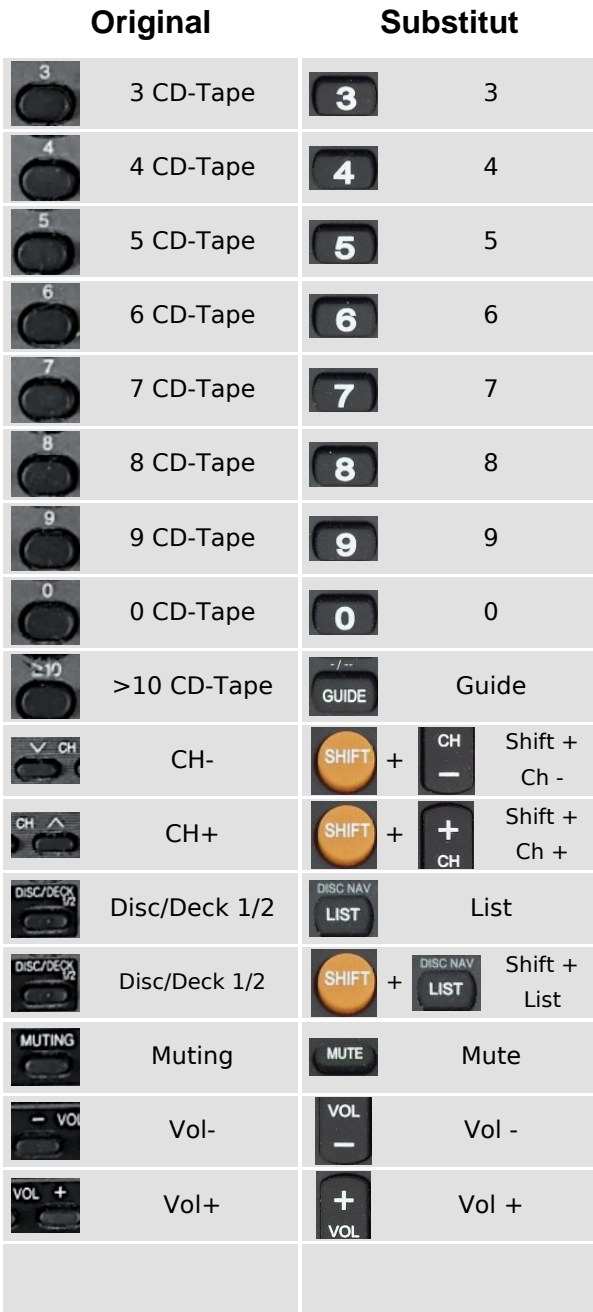 Original Substitut
3 3 CD-Tape 3 3
4 4 CD-Tape 4 4
5 5 CD-Tape 5 5
6 6 CD-Tape 6 6
7 7 CD-Tape 7 7
8 8 CD-Tape 8 8
9 9 CD-Tape 9 9
0 0 CD-Tape 0 0
≥10 >10 CD-Tape -/-- GUIDE Guide
CH CH- SHIFT + CH − Shift +
Ch -
CH CH+ SHIFT + + CH Shift +
Ch +
DISC/DECK 1/2 Disc/Deck 1/2 DISC NAV LIST List
DISC/DECK 1/2 Disc/Deck 1/2 SHIFT + DISC NAV LIST Shift +
List
MUTING Muting MUTE Mute
− VOL Vol- VOL − Vol -
VOL + Vol+ + VOL Vol +